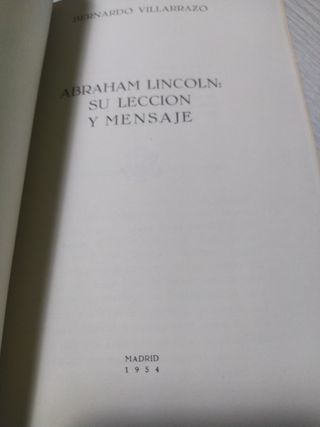 BERNARDO VILLARRAZO
ABRAHAM LINCOLN:
SU LECCION
Y MENSAJE
MADRID
1954